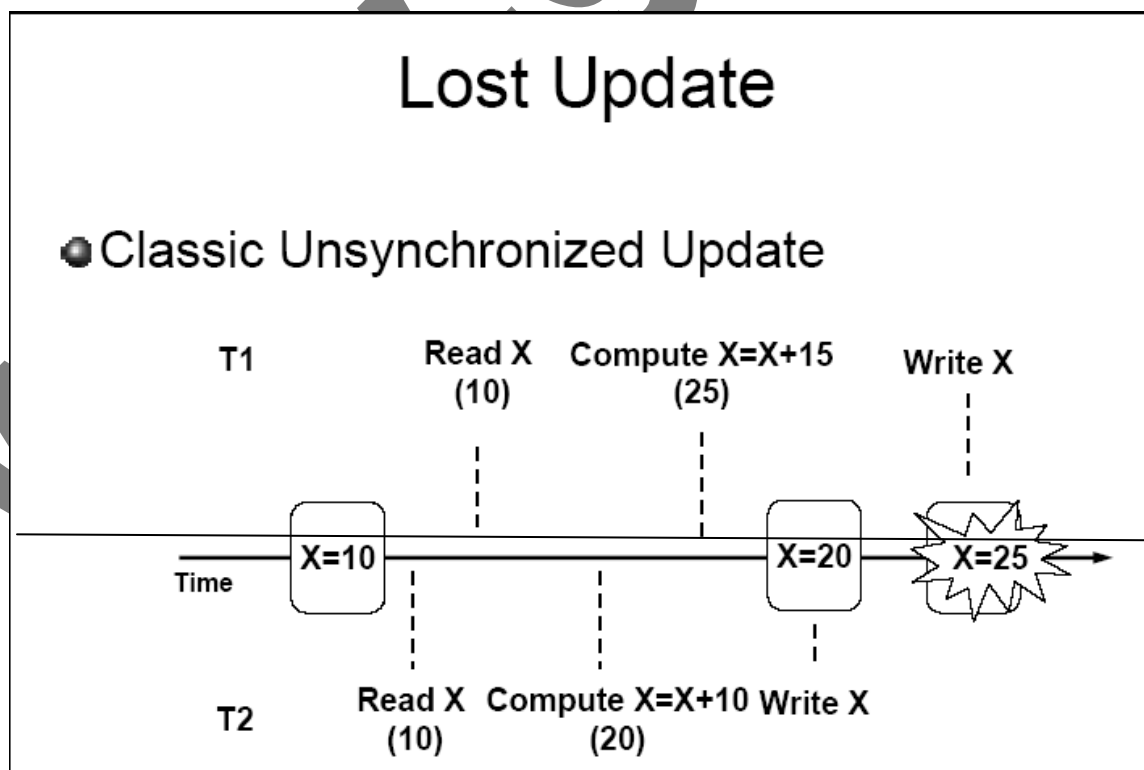 Lost Update
Classic Unsynchronized Update
T1
Read X
(10)
Compute X=X+15
(25)
Write X
X=10
X=20
X=25
Time
T2
Read X
(10)
Compute X=X+10
(20)
Write X